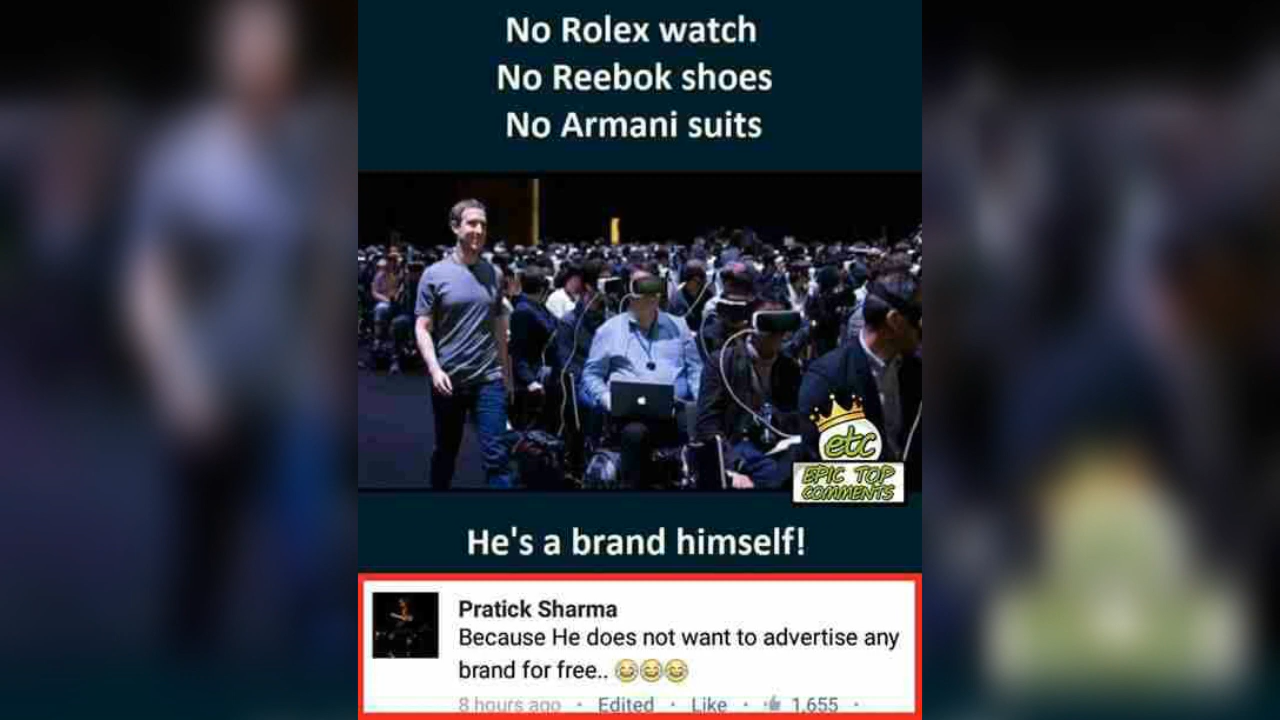 No Rolex watch
No Reebok shoes
No Armani suits
etc
EPIC TOP
COMMENTS
He's a brand himself!
Pratick Sharma
Because He does not want to advertise any
brand for free.. 😂😂😂
8 hours ago · Edited · Like · 👍 1,655 ·